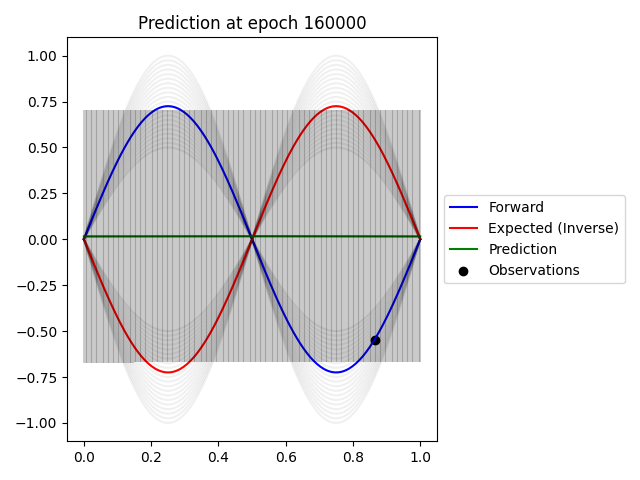 Prediction at epoch 160000
1.00
0.75
0.50
0.25
0.00
−0.25
−0.50
−0.75
−1.00
0.0 0.2 0.4 0.6 0.8 1.0
Forward
Expected (Inverse)
Prediction
Observations